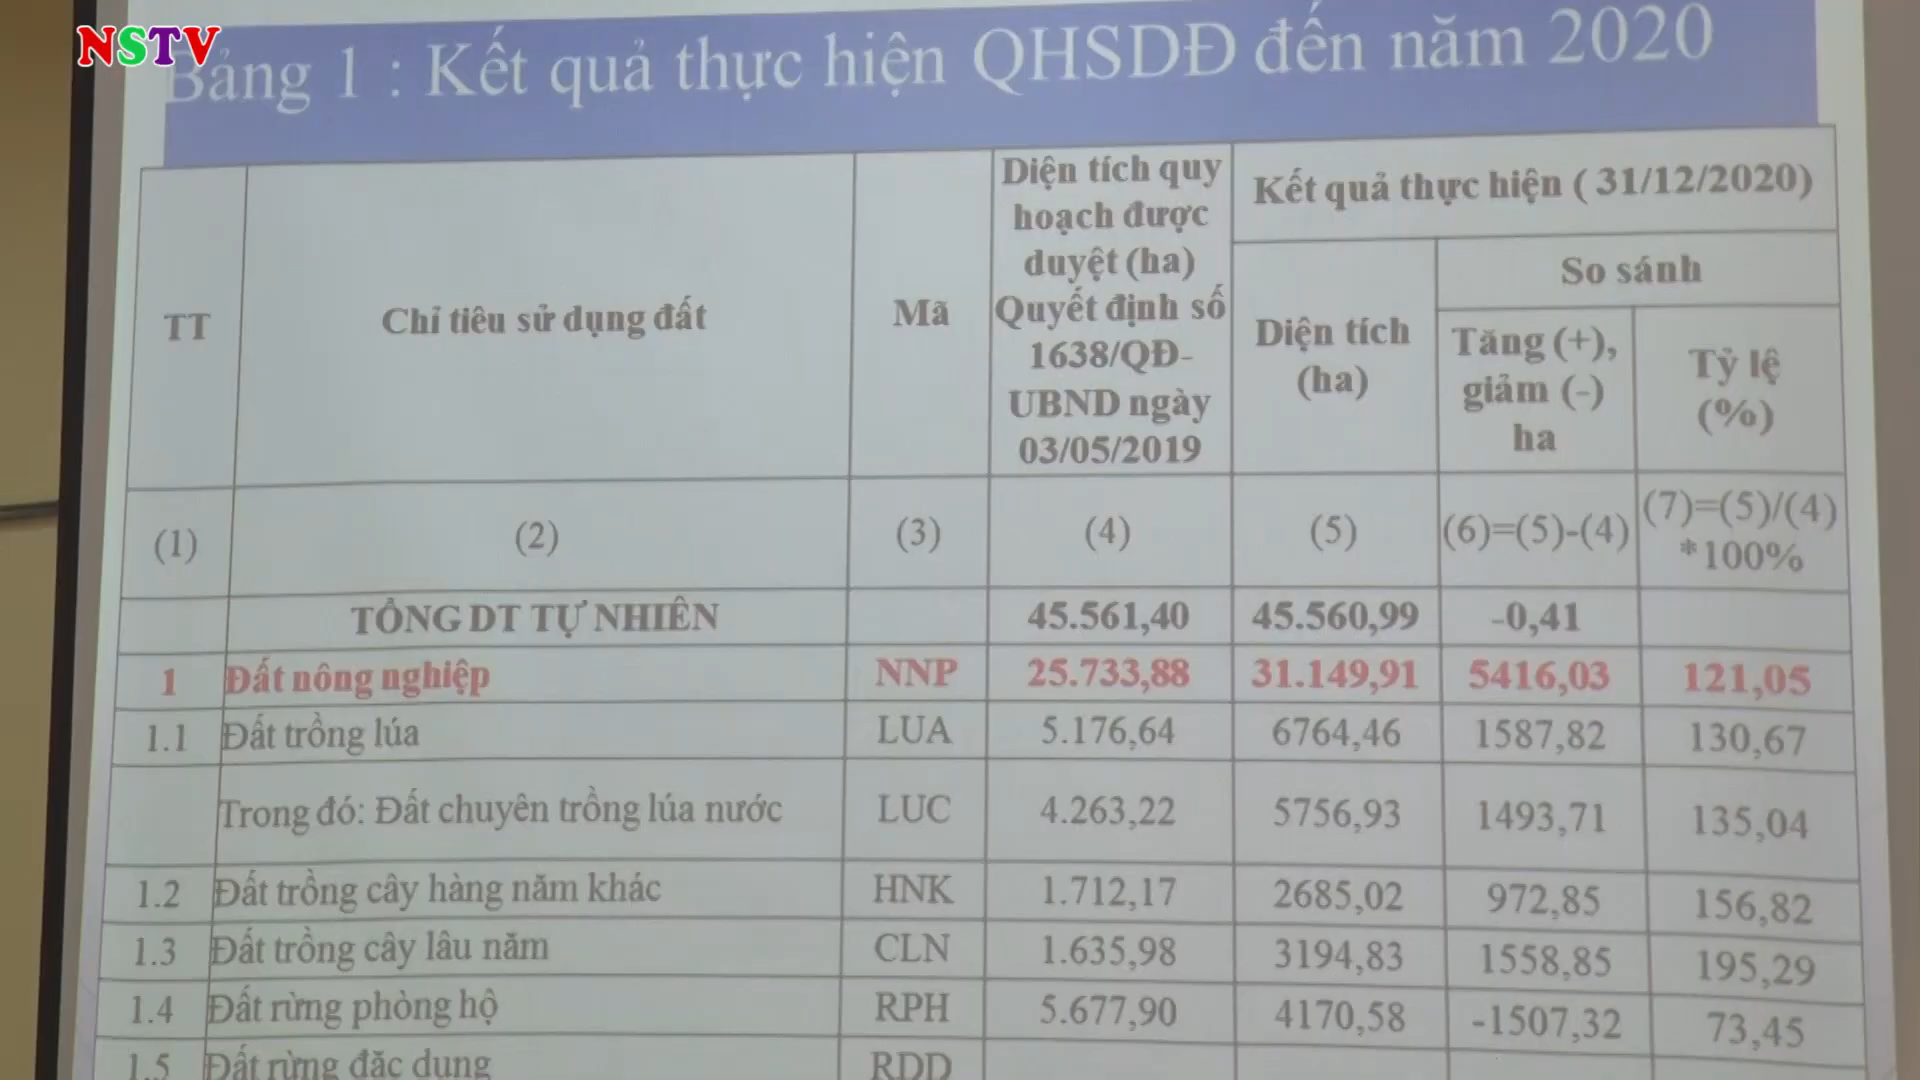 NSTV
Bảng 1 : Kết quả thực hiện QHSDĐ đến năm 2020
TT
Chỉ tiêu sử dụng đất
Mã
Diện tích quy
hoạch được
duyệt (ha)
Quyết định số
1638/QĐ-
UBND ngày
03/05/2019
Kết quả thực hiện ( 31/12/2020)
Diện tích
(ha)
So sánh
Tăng (+),
giảm (-)
ha
Tỷ lệ
(%)
(1) (2) (3) (4) (5) (6)=(5)-(4) (7)=(5)/(4)
*100%
TỔNG DT TỰ NHIÊN 45.561,40 45.560,99 -0,41
1 Đất nông nghiệp NNP 25.733,88 31.149,91 5416,03 121,05
1.1 Đất trồng lúa LUA 5.176,64 6764,46 1587,82 130,67
Trong đó: Đất chuyên trồng lúa nước LUC 4.263,22 5756,93 1493,71 135,04
1.2 Đất trồng cây hàng năm khác HNK 1.712,17 2685,02 972,85 156,82
1.3 Đất trồng cây lâu năm CLN 1.635,98 3194,83 1558,85 195,29
1.4 Đất rừng phòng hộ RPH 5.677,90 4170,58 -1507,32 73,45
1.5 Đất rừng đặc dụng RDD